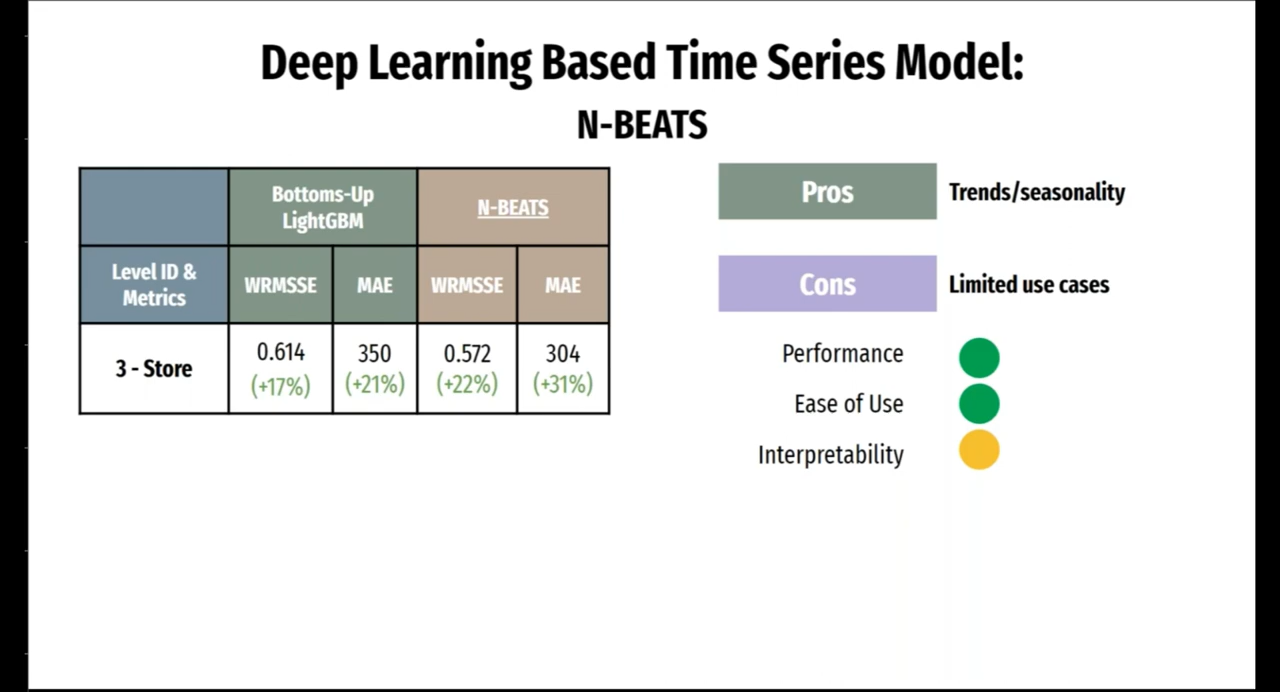 Deep Learning Based Time Series Model:
N-BEATS
Bottoms-Up
LightGBM
N-BEATS
Level ID &
Metrics
WRMSSE
MAE
WRMSSE
MAE
3 - Store
0.614
(+17%)
350
(+21%)
0.572
(+22%)
304
(+31%)
Pros
Trends/seasonality
Cons
Limited use cases
Performance
Ease of Use
Interpretability